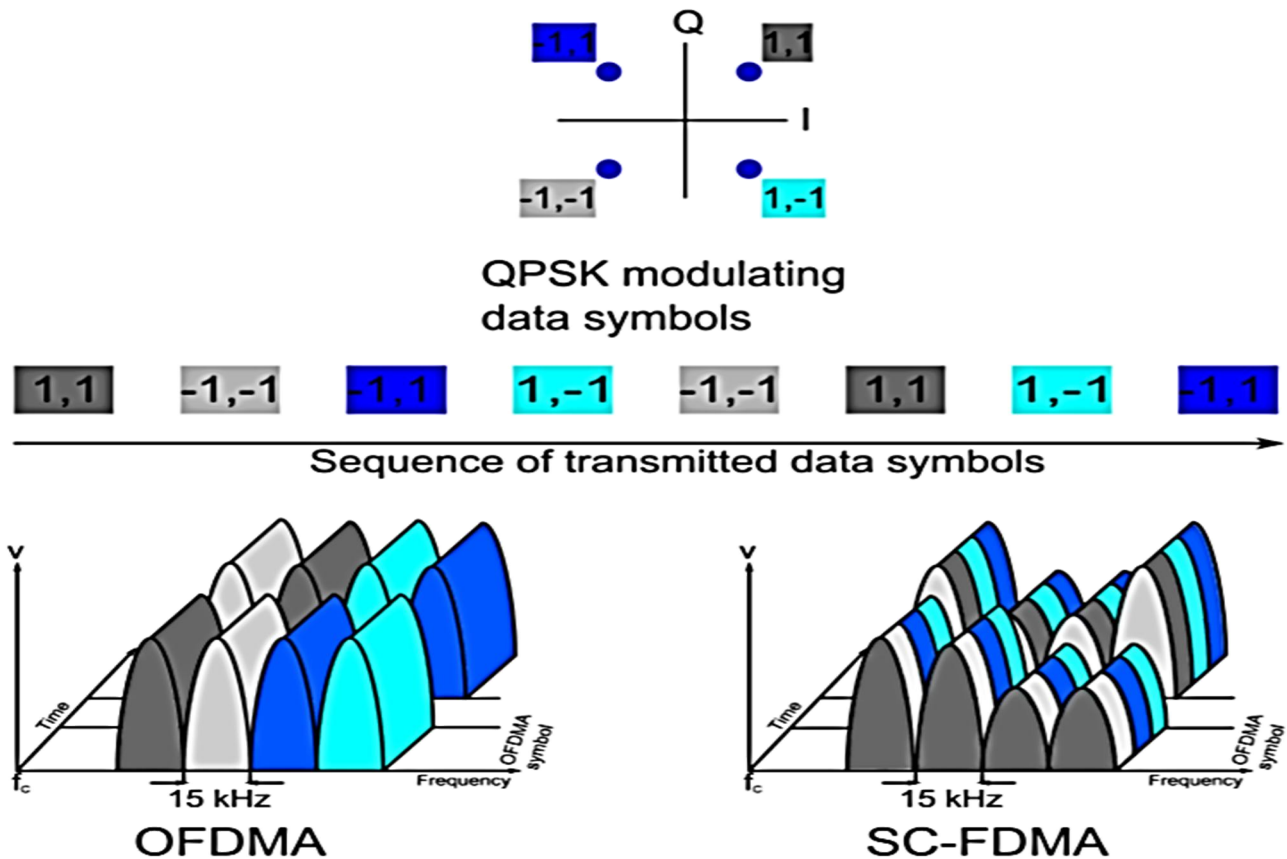 Q
-1,1
1,1
I
-1,-1
1,-1
QPSK modulating
data symbols
1,1 -1,-1 -1,1 1,-1 -1,-1 1,1 1,-1 -1,1
Sequence of transmitted data symbols
V
Time
fc
15 kHz
Frequency
OFDMA
symbol
OFDMA
V
Time
fc
15 kHz
Frequency
OFDMA
symbol
SC-FDMA